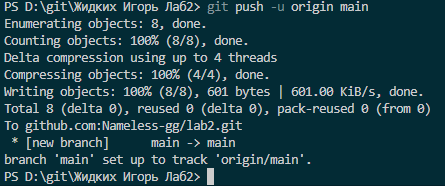 PS D:\git\Жидких Игорь Лаб2> git push -u origin main
Enumerating objects: 8, done.
Counting objects: 100% (8/8), done.
Delta compression using up to 4 threads
Compressing objects: 100% (4/4), done.
Writing objects: 100% (8/8), 601 bytes | 601.00 KiB/s, done.
Total 8 (delta 0), reused 0 (delta 0), pack-reused 0 (from 0)
To github.com:Nameless-gg/lab2.git
 * [new branch]      main -> main
branch 'main' set up to track 'origin/main'.
PS D:\git\Жидких Игорь Лаб2>